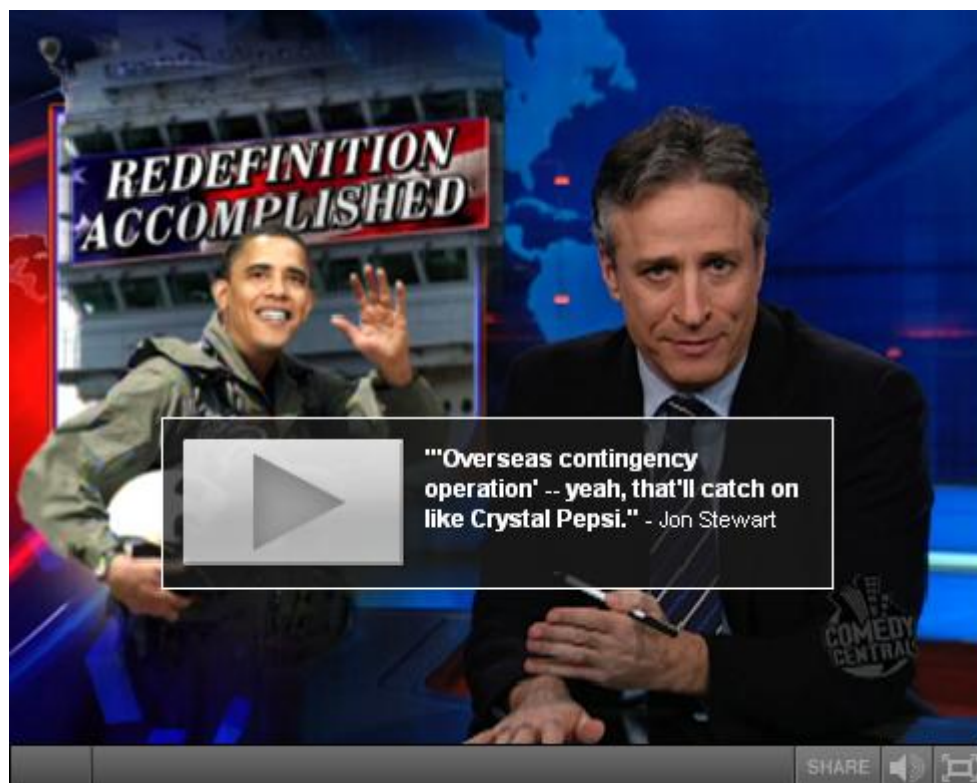 REDEFINITION
ACCOMPLISHED
"'Overseas contingency
operation' -- yeah, that'll catch on
like Crystal Pepsi." - Jon Stewart
COMEDY
CENTRAL
SHARE